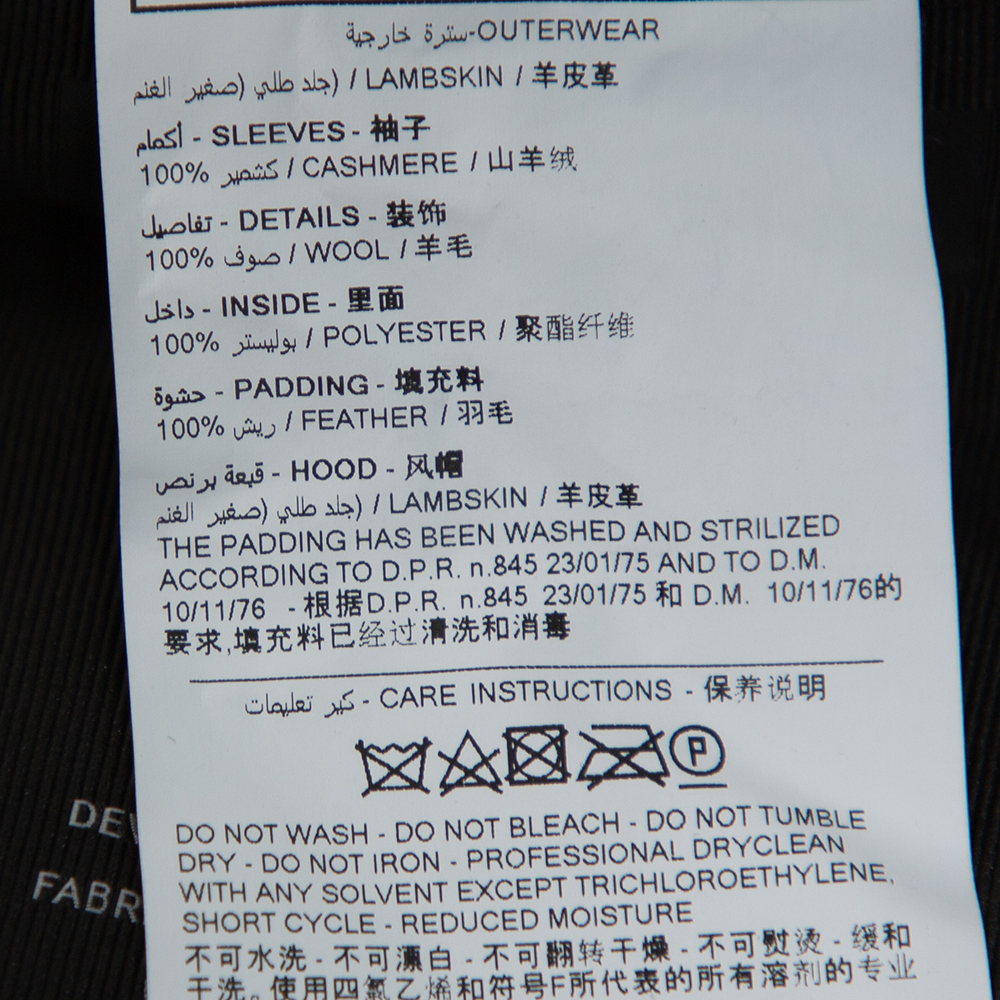 سترة خارجية-OUTERWEAR
جلد طلي (صغير الغنم) / LAMBSKIN / 羊皮革
أكمام - SLEEVES - 袖子
100% كشمير / CASHMERE / 山羊绒
تفاصيل - DETAILS - 装饰
100% صوف / WOOL / 羊毛
داخل - INSIDE - 里面
100% بوليستر / POLYESTER / 聚酯纤维
حشوة - PADDING - 填充料
100% ريش / FEATHER / 羽毛
قبعة برنص - HOOD - 风帽
جلد طلي (صغير الغنم) / LAMBSKIN / 羊皮革
THE PADDING HAS BEEN WASHED AND STRILIZED
ACCORDING TO D.P.R. n.845 23/01/75 AND TO D.M.
10/11/76 - 根据D.P.R. n.845 23/01/75 和 D.M. 10/11/76的
要求,填充料已经过清洗和消毒
كير تعليمات - CARE INSTRUCTIONS - 保养说明
P
DO NOT WASH - DO NOT BLEACH - DO NOT TUMBLE
DRY - DO NOT IRON - PROFESSIONAL DRYCLEAN
WITH ANY SOLVENT EXCEPT TRICHLOROETHYLENE,
SHORT CYCLE - REDUCED MOISTURE
不可水洗 - 不可漂白 - 不可翻转干燥 - 不可熨烫 - 缓和
干洗。使用四氯乙烯和符号F所代表的所有溶剂的专业
DEV
FABR